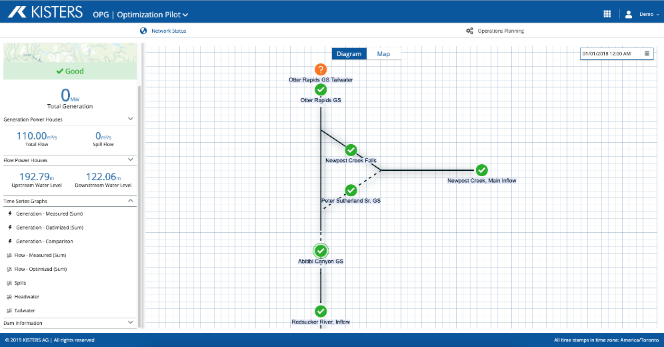 KISTERS OPG | Optimization Pilot Demo
Network Status Operations Planning
Diagram Map 01/01/2018 12:00 AM
Good
0 MW
Total Generation
Generation Power Houses
110.00 m³/s 0 m³/s
Total Flow Spill Flow
Flow Power Houses
192.79 m 122.06 m
Upstream Water Level Downstream Water Level
Time Series Graphs
Generation - Measured (Sum)
Generation - Optimized (Sum)
Generation - Comparison
Flow - Measured (Sum)
Flow - Optimized (Sum)
Spills
Headwater
Tailwater
Dam Information
?
Otter Rapids GS Tailwater
Otter Rapids GS
Newpost Creek Falls
Newpost Creek, Main Inflow
Peter Sutherland Sr. GS
Abitibi Canyon GS
Redsucker River, Inflow
© 2019 KISTERS AG | All rights reserved All time stamps in time zone: America/Toronto